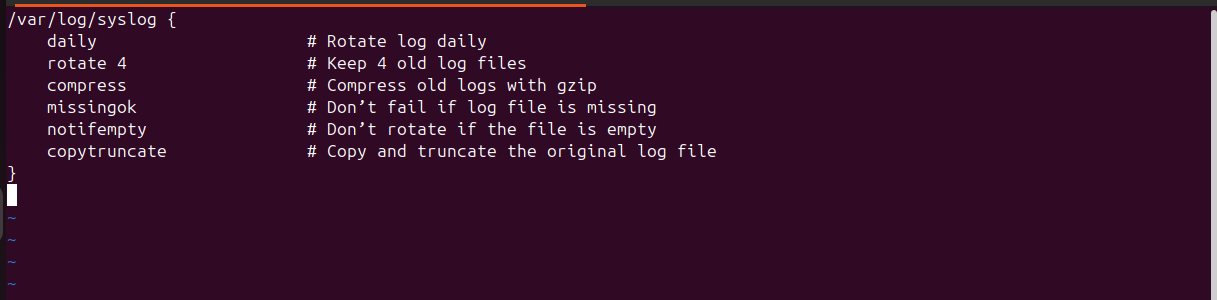 /var/log/syslog {
    daily                     # Rotate log daily
    rotate 4                  # Keep 4 old log files
    compress                  # Compress old logs with gzip
    missingok                 # Don’t fail if log file is missing
    notifempty                # Don’t rotate if the file is empty
    copytruncate              # Copy and truncate the original log file
}
~
~
~
~